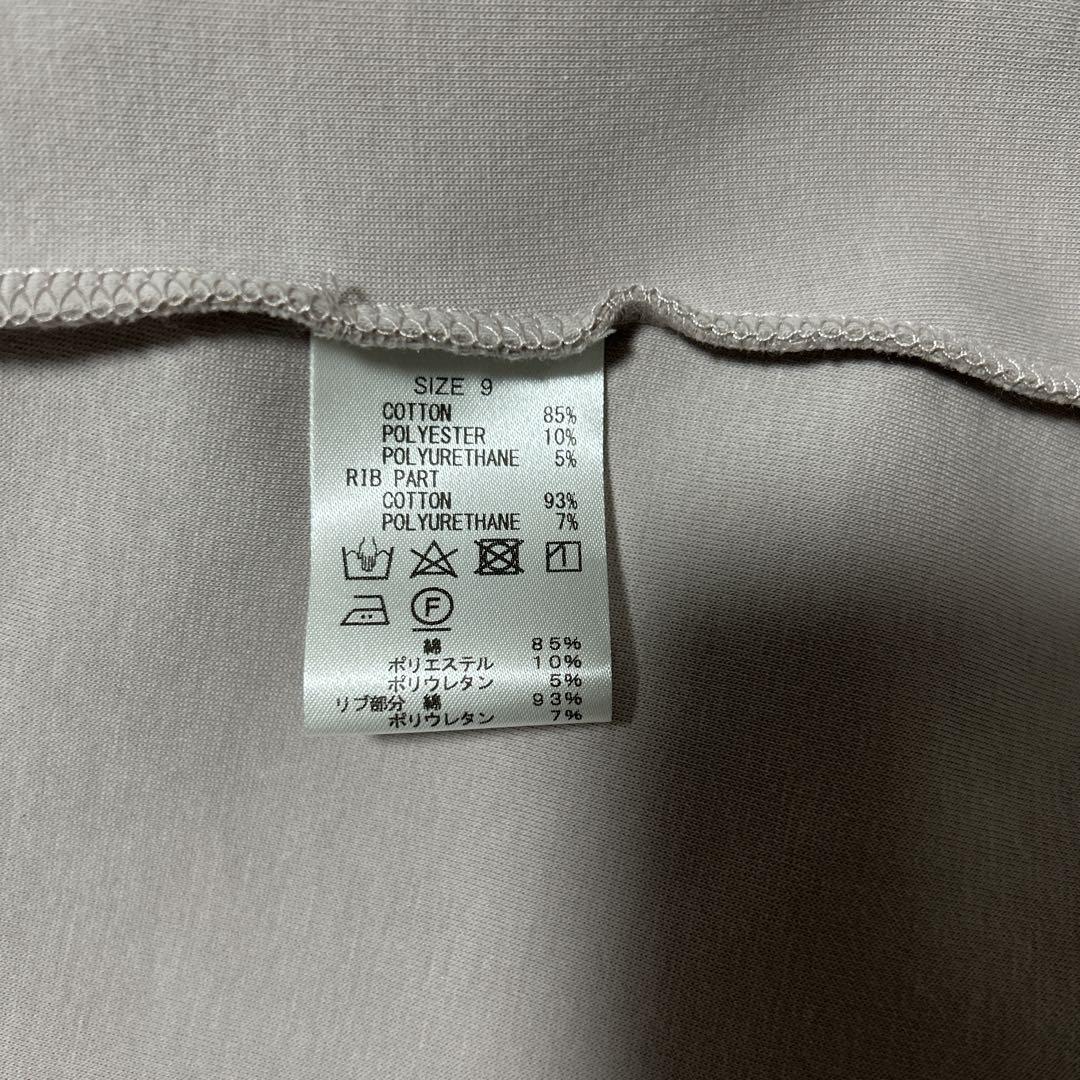 SIZE 9
COTTON 85%
POLYESTER 10%
POLYURETHANE 5%
RIB PART
COTTON 93%
POLYURETHANE 7%
F
綿 85%
ポリエステル 10%
ポリウレタン 5%
リブ部分 綿 93%
ポリウレタン 7%